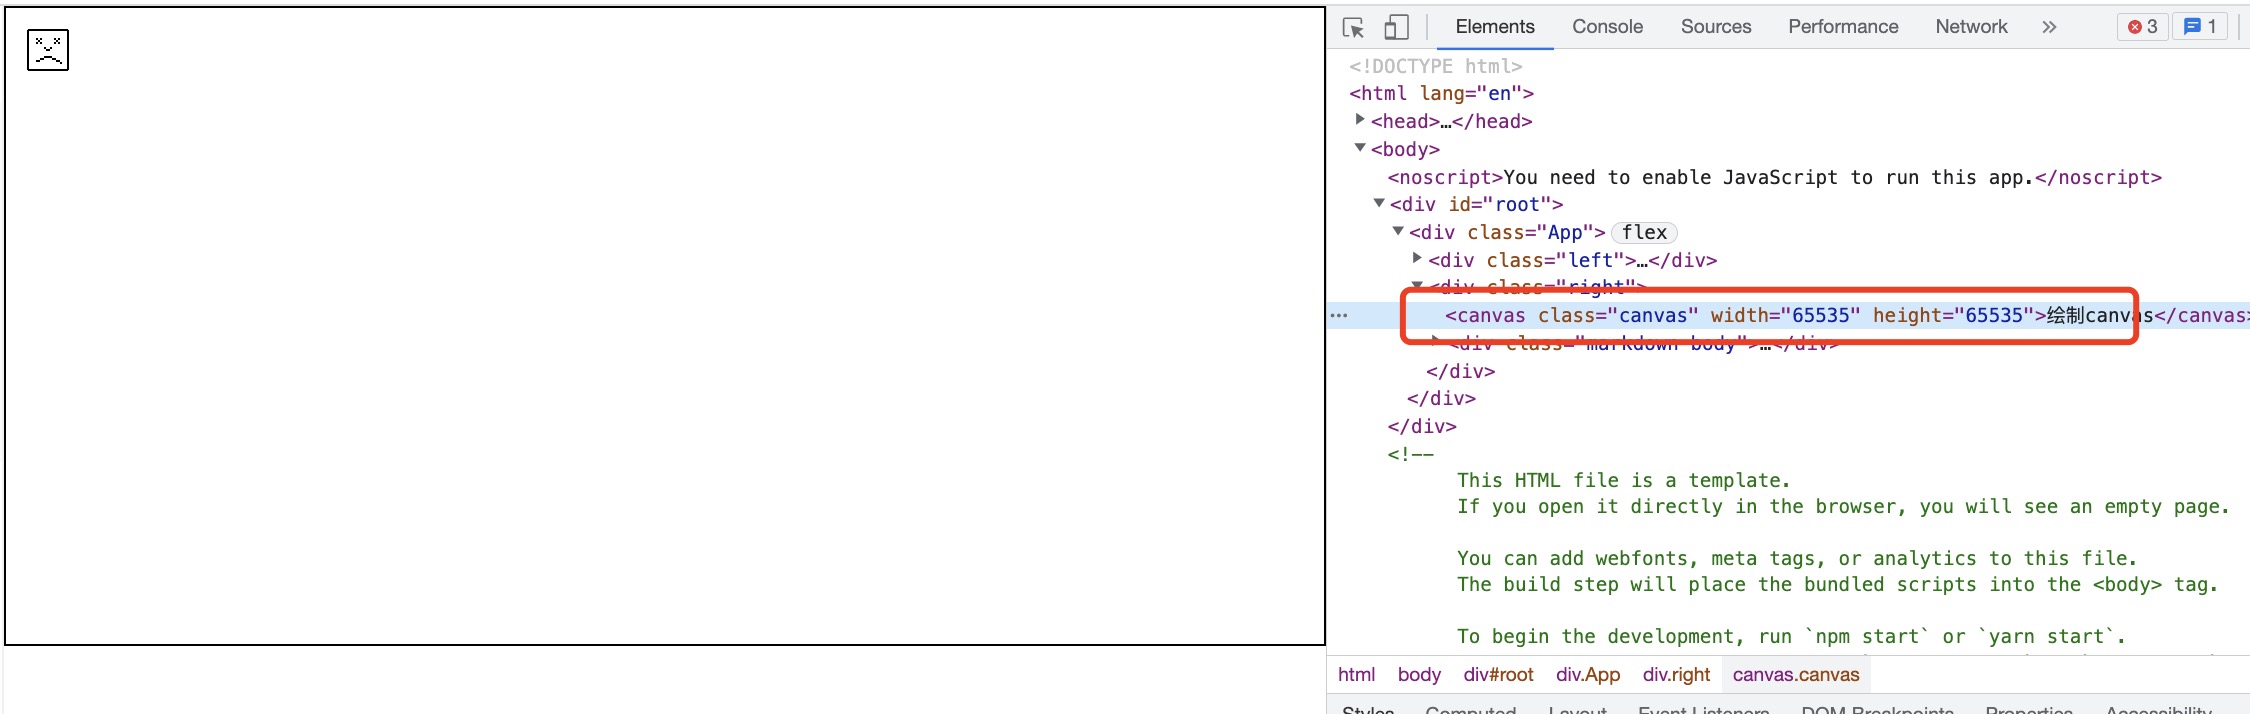 Elements Console Sources Performance Network » 3 1
<!DOCTYPE html>
<html lang="en">
<head>…</head>
<body>
<noscript>You need to enable JavaScript to run this app.</noscript>
<div id="root">
<div class="App"> flex
<div class="left">…</div>
<div class="right">
<canvas class="canvas" width="65535" height="65535">绘制canvas</canvas>
<div class="markdown-body">…</div>
</div>
</div>
</div>
<!--
This HTML file is a template.
If you open it directly in the browser, you will see an empty page.
You can add webfonts, meta tags, or analytics to this file.
The build step will place the bundled scripts into the <body> tag.
To begin the development, run `npm start` or `yarn start`.
html body div#root div.App div.right canvas.canvas
Styles Computed Layout Event Listeners DOM Breakpoints Properties Accessibility